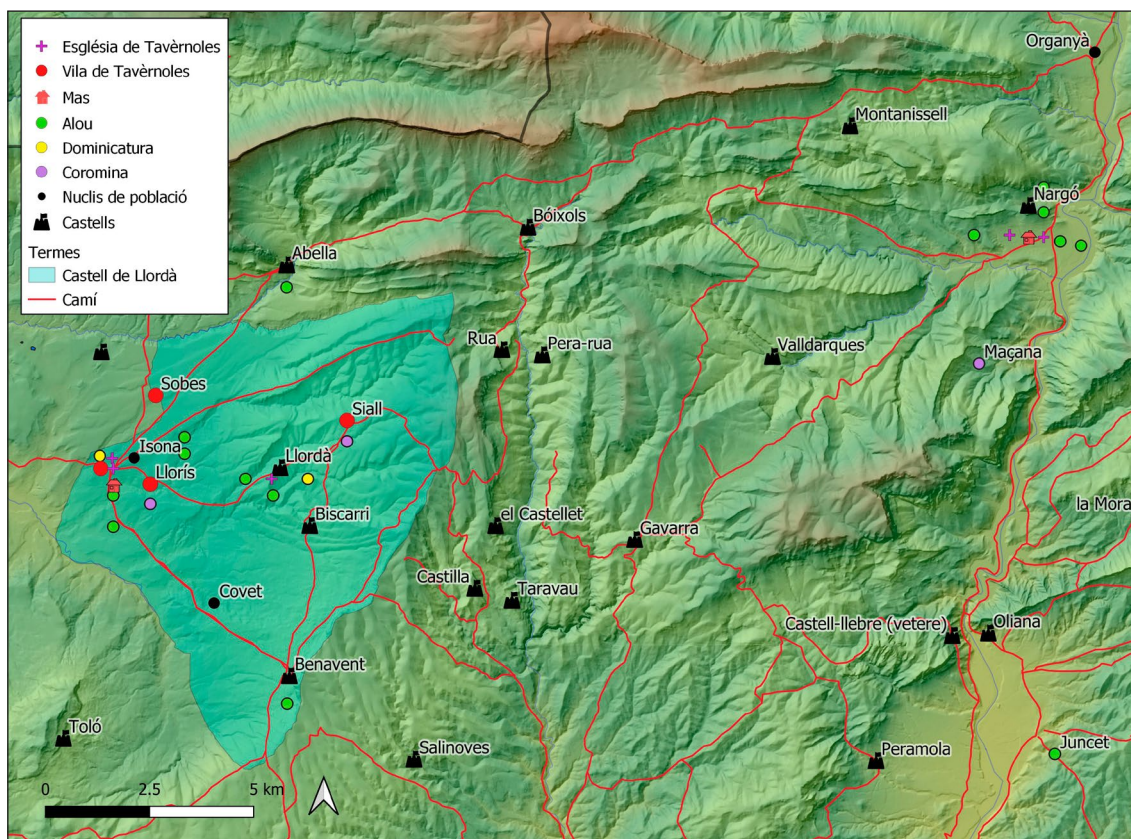 Església de Tavèrnoles
Vila de Tavèrnoles
Mas
Alou
Dominicatura
Coromina
Nuclis de població
Castells
Termes
Castell de Llordà
Camí
Organyà
Montanissell
Nargó
Bóixols
Abella
Rua
Pera-rua
Valldarques
Maçana
Sobes
Siall
Isona
Llordà
Llorís
Biscarri
el Castellet
Gavarra
la Mora
Castilla
Taravau
Covet
Castell-llebre (vetere)
Oliana
Benavent
Toló
Salinoves
Peramola
Juncet
0 2.5 5 km